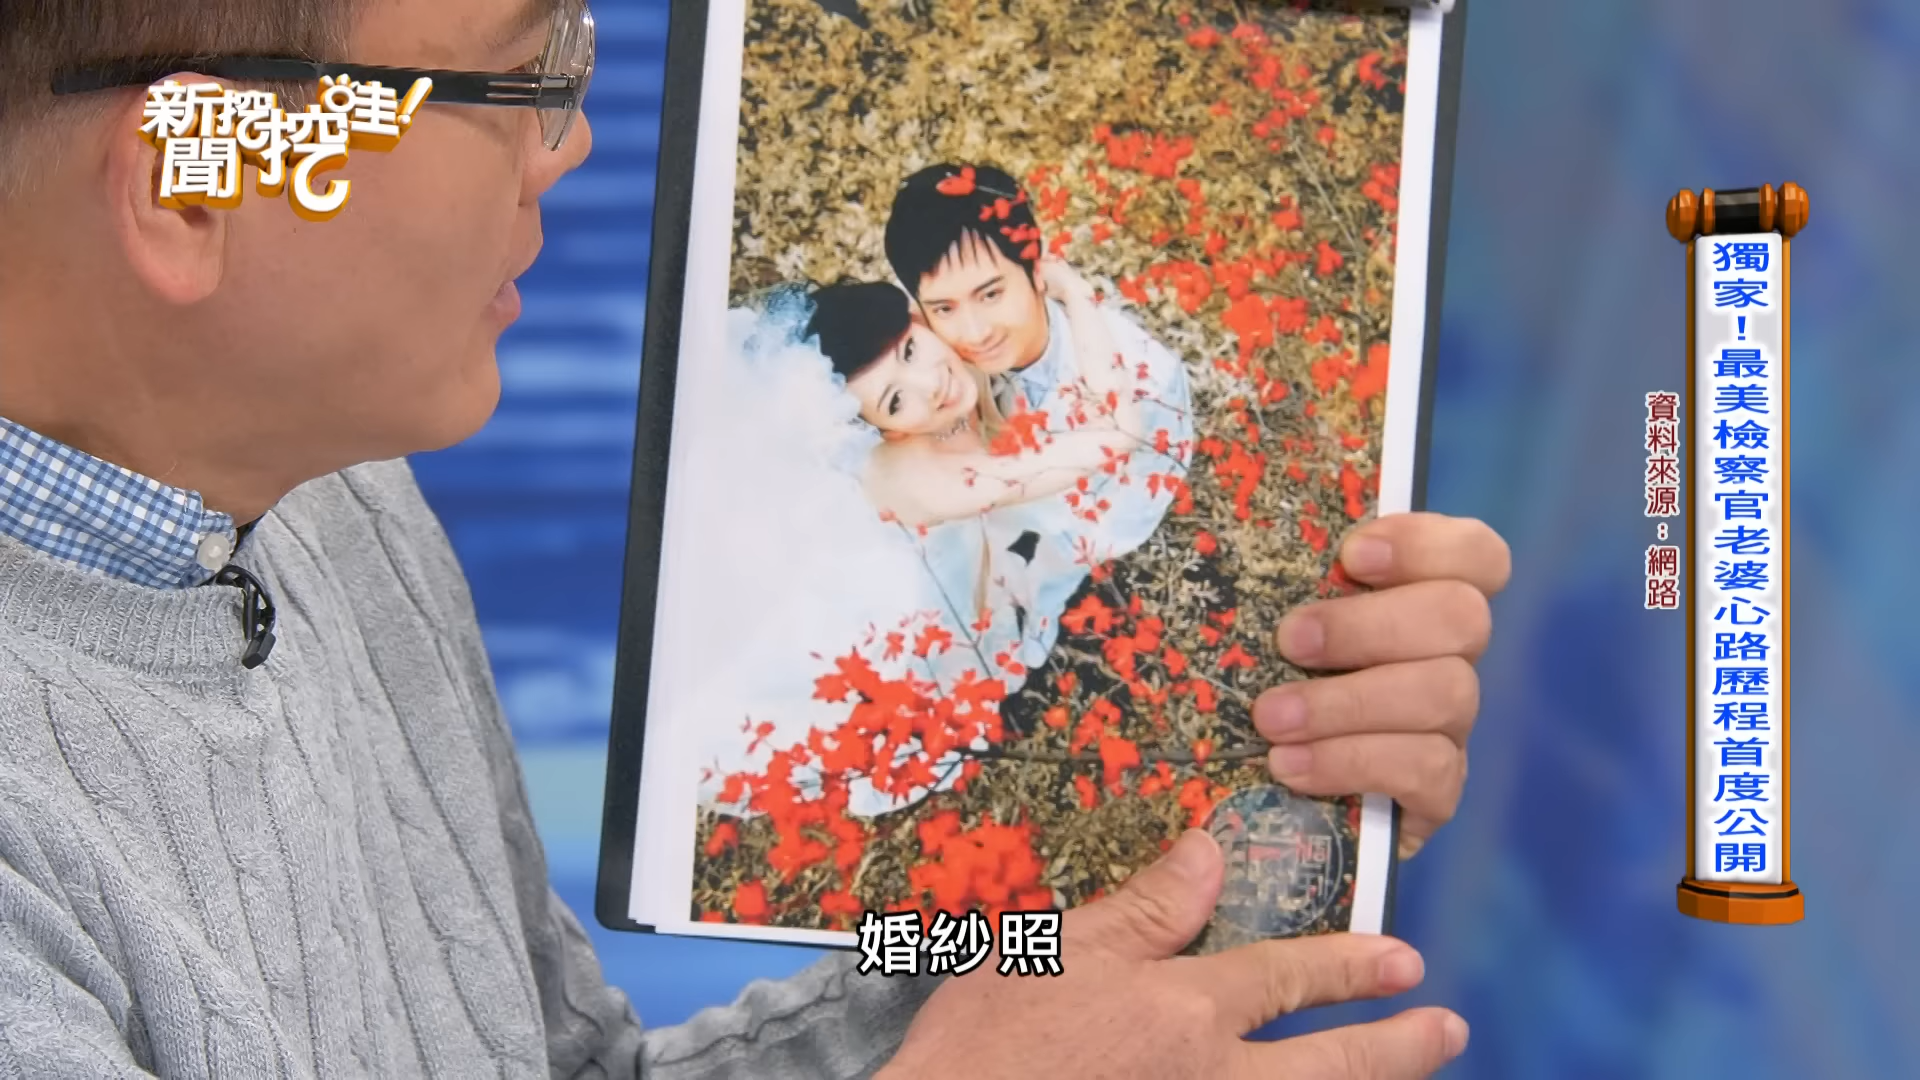 新聞挖挖哇!
獨家!最美檢察官老婆心路歷程首度公開
資料來源:網路
婚紗照